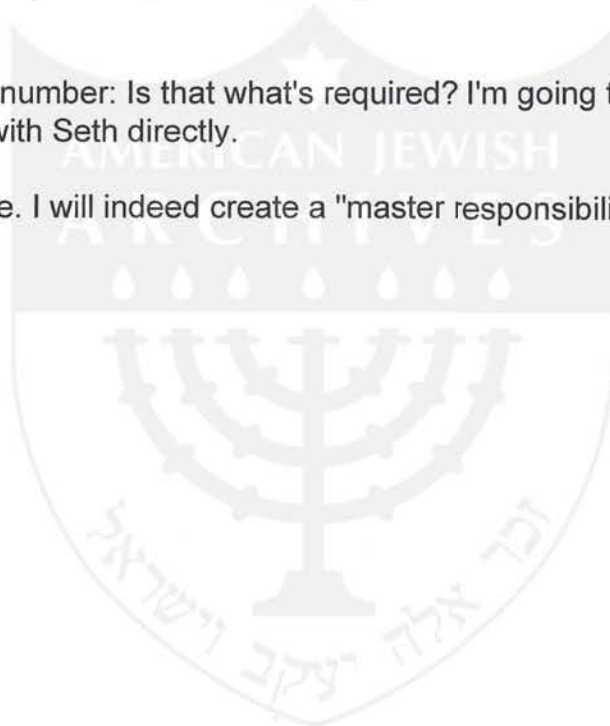 number: Is that what's required? I'm going
with Seth directly.
AMERICAN JEWISH
e. I will indeed create a "master
ARCHIVES
זכר אלה יעקב וישראל